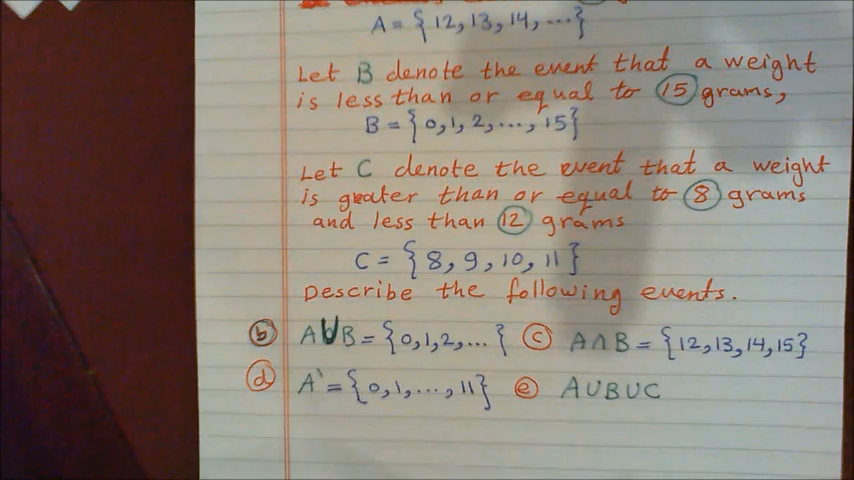 A = {12, 13, 14, ...}
Let B denote the event that a weight
is less than or equal to 15 grams,
B = {0, 1, 2, ..., 15}
Let C denote the event that a weight
is greater than or equal to 8 grams
and less than 12 grams
C = {8, 9, 10, 11}
Describe the following events.
b A∪B = {0, 1, 2, ... { c A∩B = {12, 13, 14, 15}
d A' = {0, 1, ..., 11} e A∪B∪C